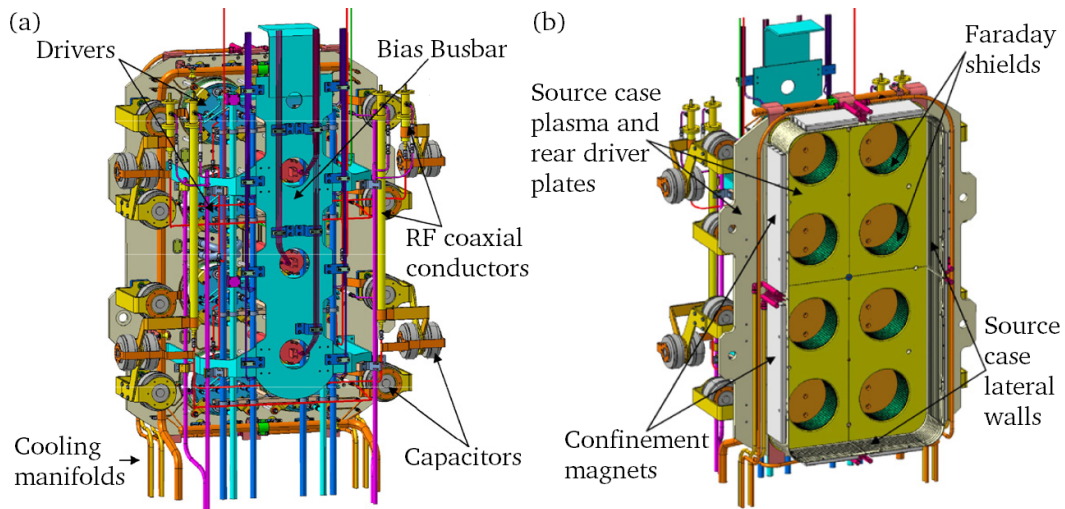 (a)
Drivers
Bias Busbar
RF coaxial
conductors
Cooling
manifolds
Capacitors
(b)
Faraday
shields
Source case
plasma and
rear driver
plates
Confinement
magnets
Source
case
lateral
walls